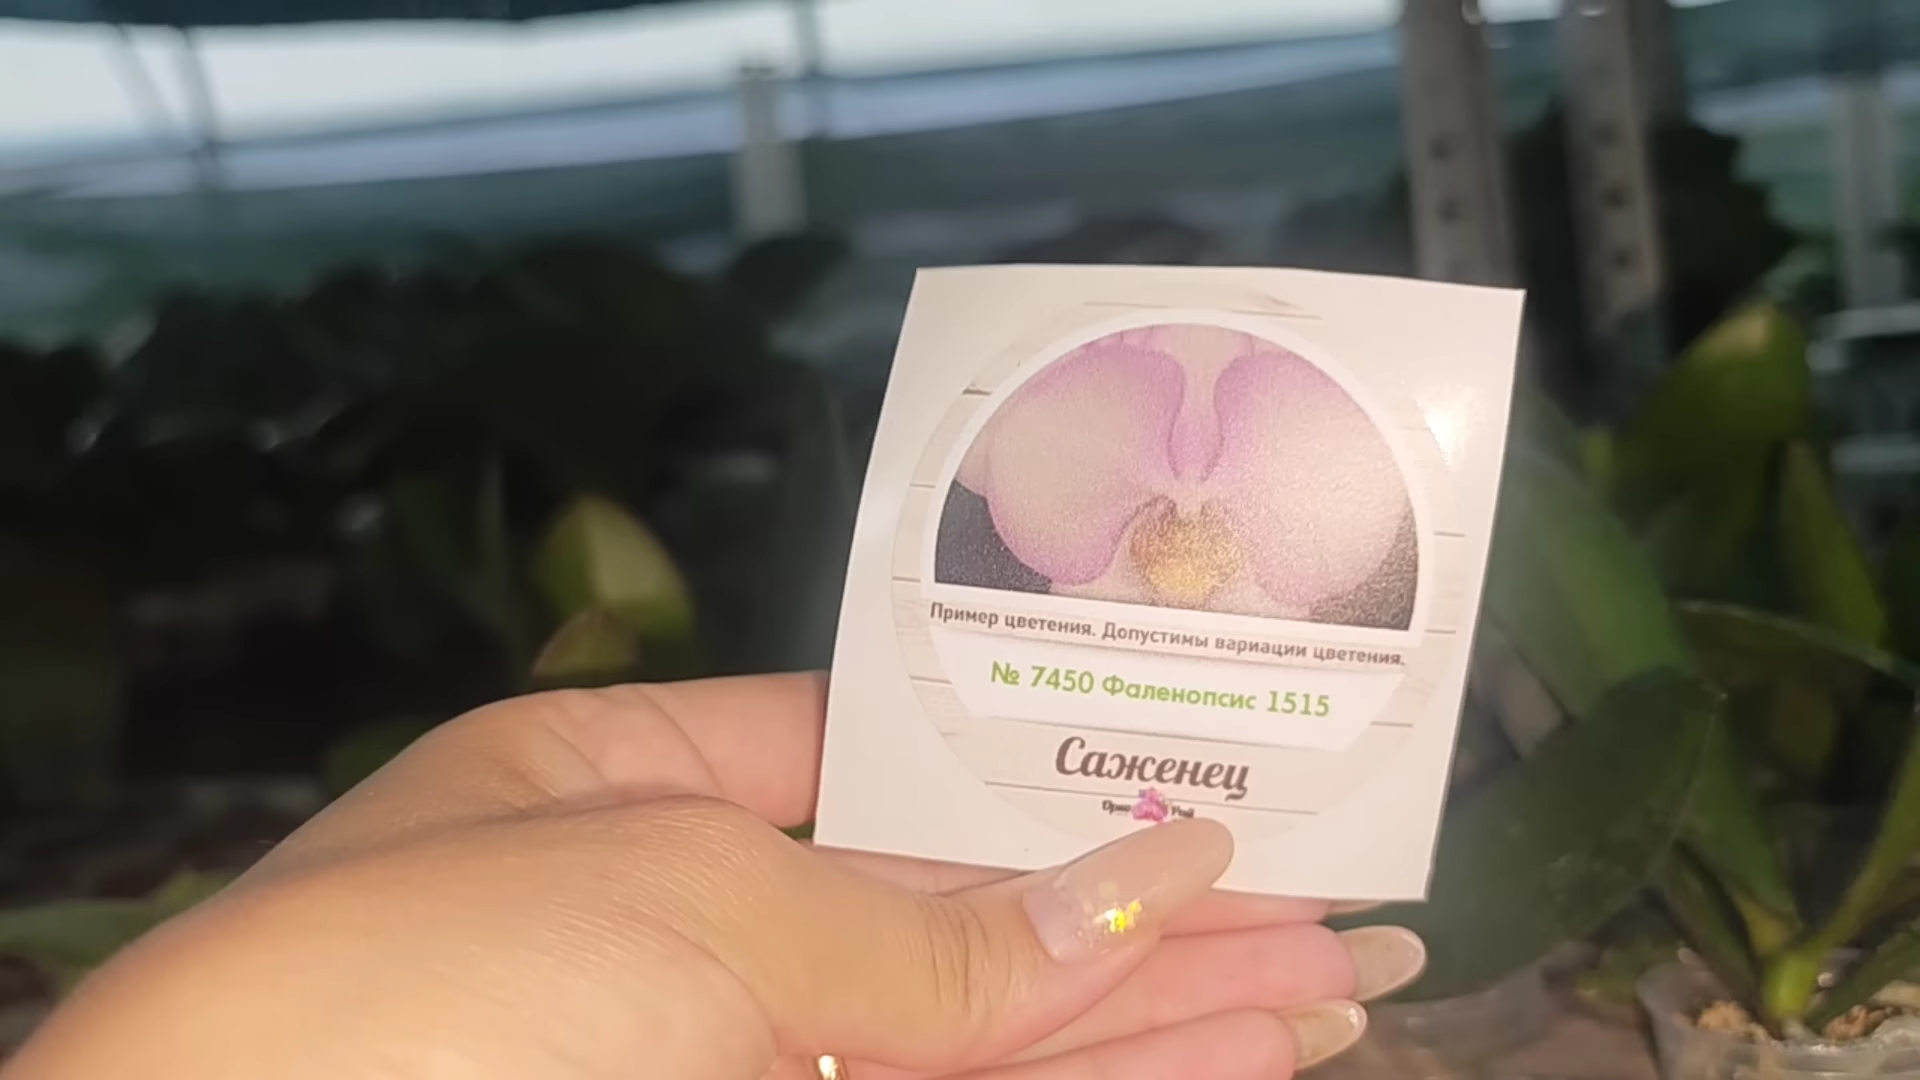 Пример цветения. Допустимы вариации цветения.
№ 7450 Фаленопсис 1515
Саженец